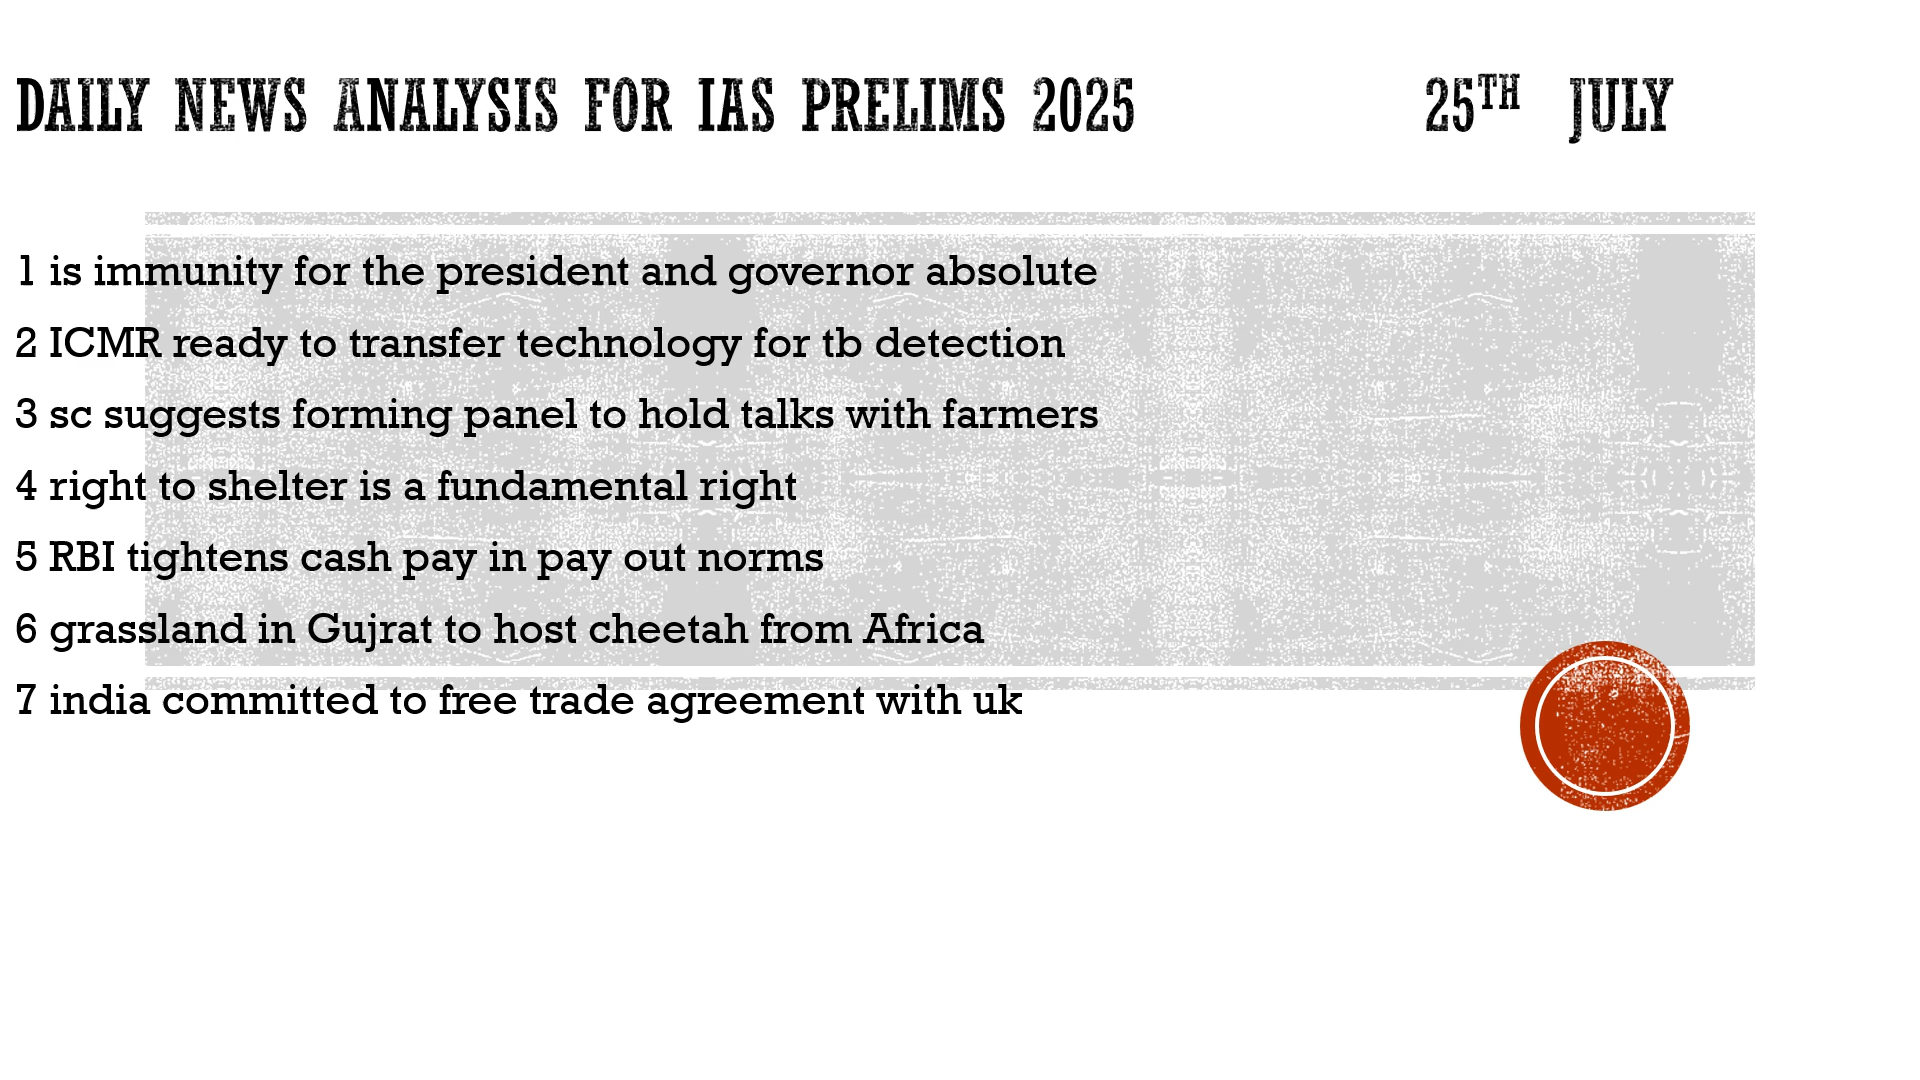 DAILY NEWS ANALYSIS FOR IAS PRELIMS 2025 25TH JULY
1 is immunity for the president and governor absolute
2 ICMR ready to transfer technology for tb detection
3 sc suggests forming panel to hold talks with farmers
4 right to shelter is a fundamental right
5 RBI tightens cash pay in pay out norms
6 grassland in Gujrat to host cheetah from Africa
7 india committed to free trade agreement with uk